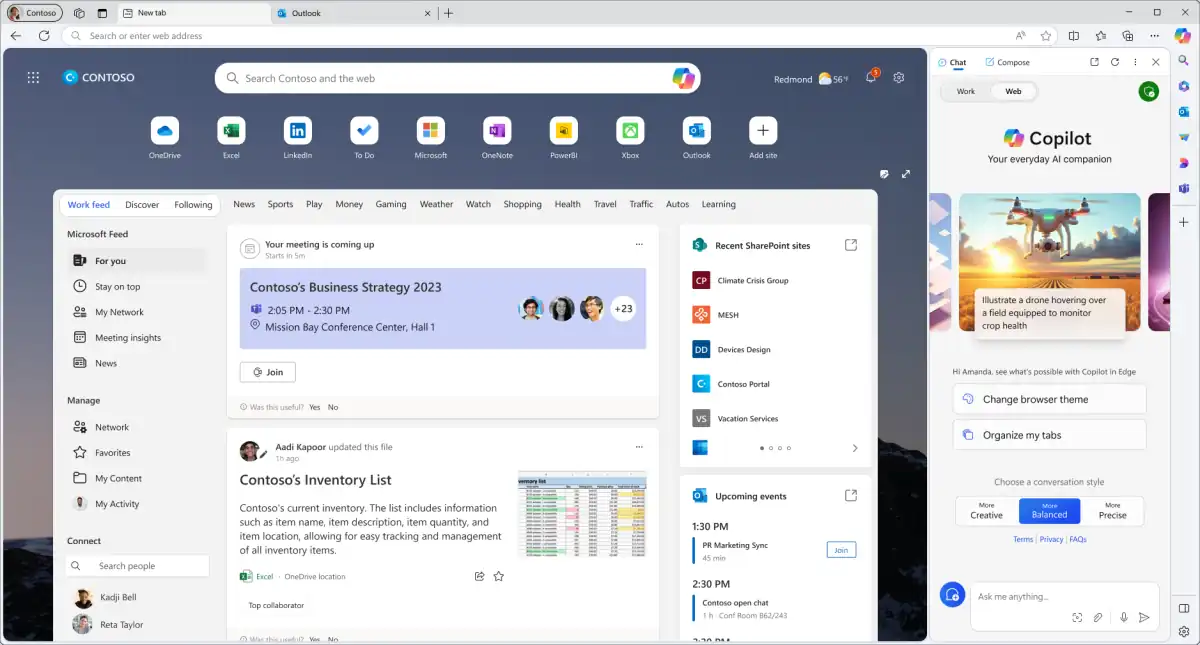 Contoso
New tab
Outlook
Search or enter web address
CONTOSO
Search Contoso and the web
Redmond
56°F
5
OneDrive
Excel
LinkedIn
To Do
Microsoft
OneNote
PowerBI
Xbox
Outlook
Add site
Work feed
Discover
Following
News
Sports
Play
Money
Gaming
Weather
Watch
Shopping
Health
Travel
Traffic
Autos
Learning
Microsoft Feed
For you
Stay on top
My Network
Meeting insights
News
Manage
Network
Favorites
My Content
My Activity
Connect
Search people
Kadji Bell
Reta Taylor
Your meeting is coming up
Starts in 5m
Contoso's Business Strategy 2023
2:05 PM - 2:30 PM
Mission Bay Conference Center, Hall 1
+23
Join
Was this useful? Yes No
Aadi Kapoor updated this file
1h ago
Contoso's Inventory List
Contoso's current inventory. The list includes information
such as item name, item description, item quantity, and
item location, allowing for easy tracking and management
of all inventory items.
ventory list
Excel · OneDrive location
Top collaborator
Was this useful? Yes No
Recent SharePoint sites
CP Climate Crisis Group
MESH
DD Devices Design
Contoso Portal
VS Vacation Services
Upcoming events
1:30 PM
PR Marketing Sync
45 min
Join
2:30 PM
Contoso open chat
1 h · Conf Room B62/243
Chat
Compose
Work
Web
Copilot
Your everyday AI companion
Illustrate a drone hovering over
a field equipped to monitor
crop health
Hi Amanda, see what's possible with Copilot in Edge
Change browser theme
Organize my tabs
Choose a conversation style
More
Creative
More
Balanced
More
Precise
Terms | Privacy | FAQs
Ask me anything...